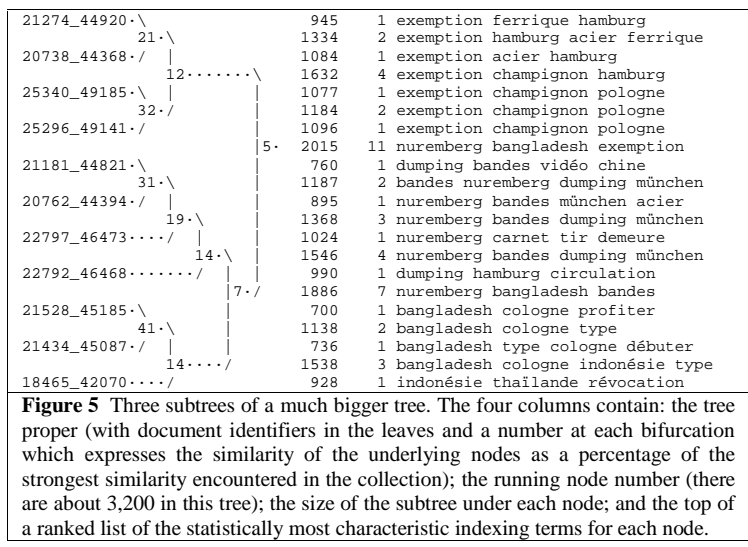 21274_44920·\ 945 1 exemption ferrique hamburg
21·\ 1334 2 exemption hamburg acier ferrique
20738_44368·/ | 1084 1 exemption acier hamburg
12·······\ 1632 4 exemption champignon hamburg
25340_49185·\ | | 1077 1 exemption champignon pologne
32·/ | 1184 2 exemption champignon pologne
25296_49141·/ | 1096 1 exemption champignon pologne
|5· 2015 11 nuremberg bangladesh exemption
21181_44821·\ | 760 1 dumping bandes vidéo chine
31·\ | 1187 2 bandes nuremberg dumping münchen
20762_44394·/ | | 895 1 nuremberg bandes münchen acier
19·\ | 1368 3 nuremberg bandes dumping münchen
22797_46473····/ | | 1024 1 nuremberg carnet tir demeure
14·\ | 1546 4 nuremberg bandes dumping münchen
22792_46468·······/ | | 990 1 dumping hamburg circulation
|7·/ 1886 7 nuremberg bangladesh bandes
21528_45185·\ | 700 1 bangladesh cologne profiter
41·\ | 1138 2 bangladesh cologne type
21434_45087·/ | | 736 1 bangladesh type cologne débuter
14····/ 1538 3 bangladesh cologne indonésie type
18465_42070····/ 928 1 indonésie thaïlande révocation
Figure 5 Three subtrees of a much bigger tree. The four columns contain: the tree
proper (with document identifiers in the leaves and a number at each bifurcation
which expresses the similarity of the underlying nodes as a percentage of the
strongest similarity encountered in the collection); the running node number (there
are about 3,200 in this tree); the size of the subtree under each node; and the top of
a ranked list of the statistically most characteristic indexing terms for each node.